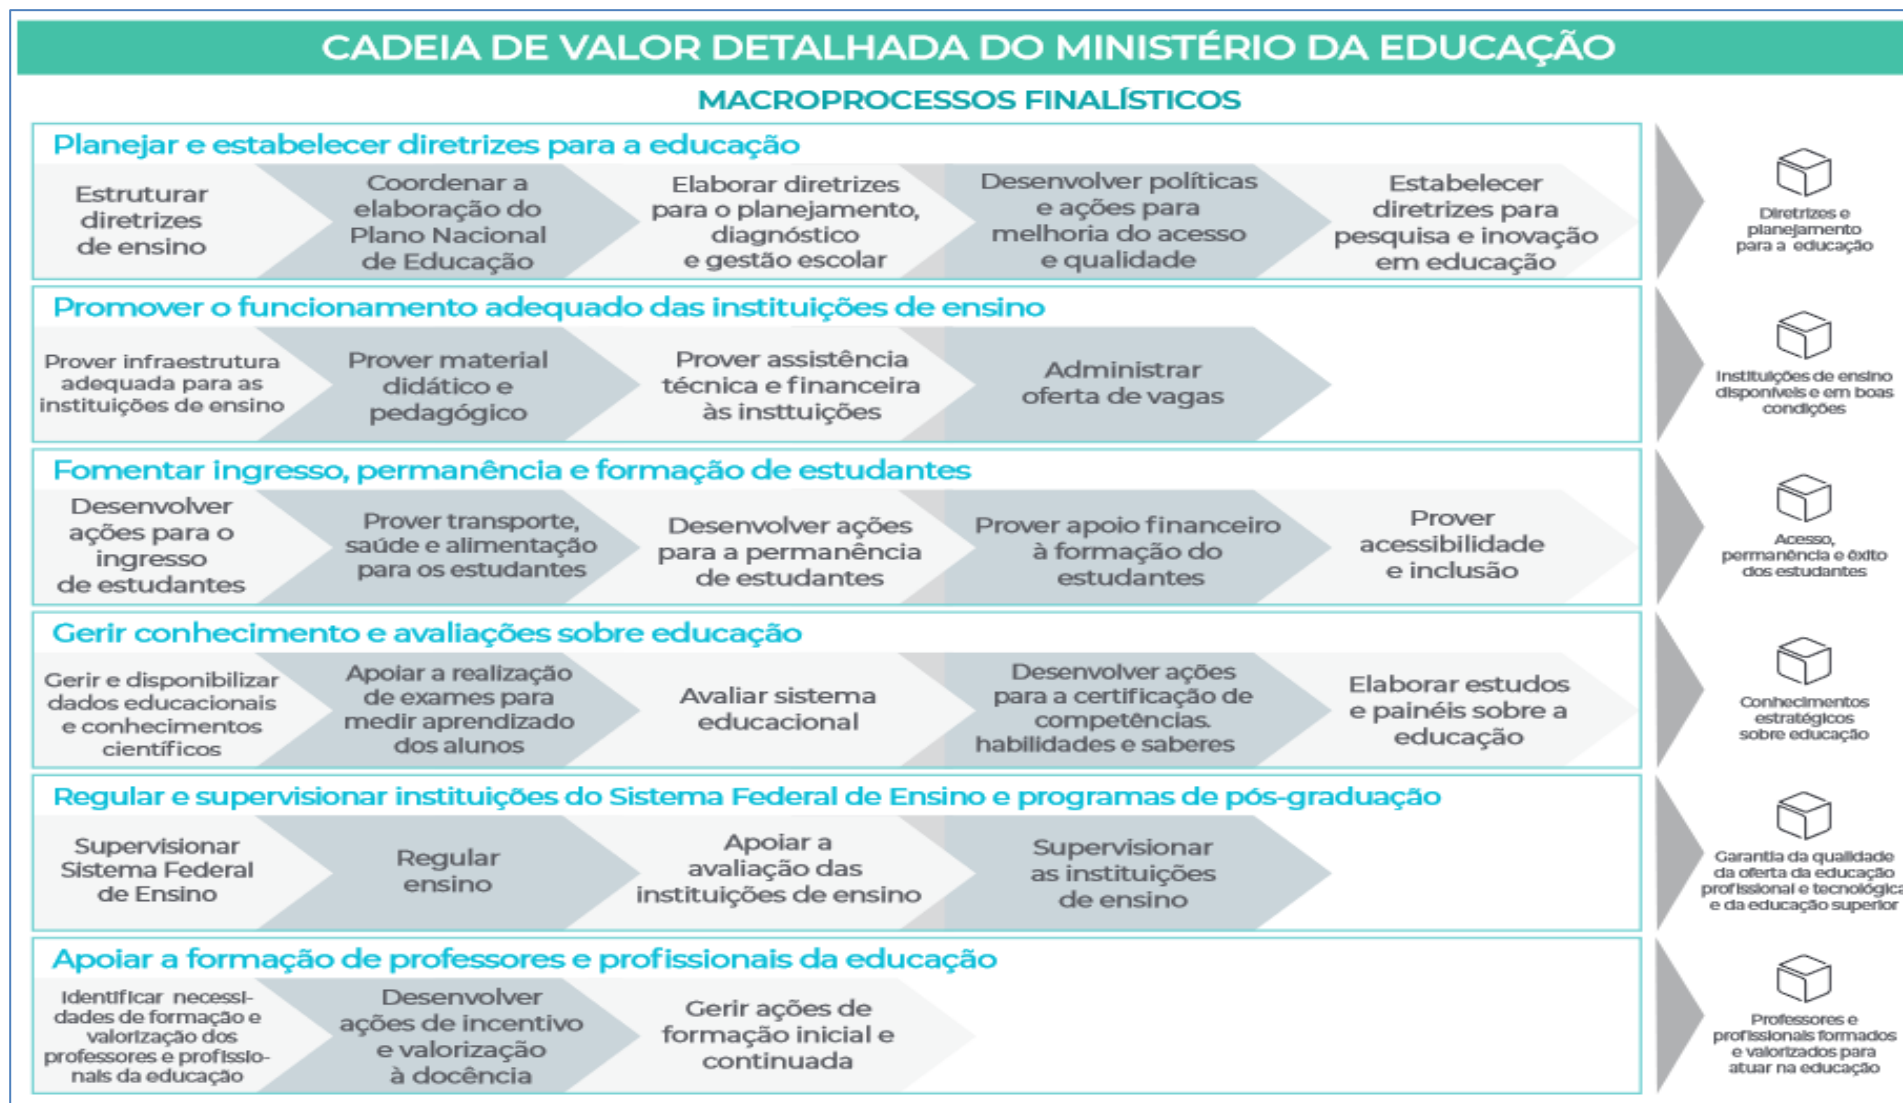 CADEIA DE VALOR DETALHADA DO MINISTÉRIO DA EDUCAÇÃO
MACROPROCESSOS FINALÍSTICOS
Planejar e estabelecer diretrizes para a educação
Estruturar
diretrizes
de ensino
Coordenar a
elaboração do
Plano Nacional
de Educação
Elaborar diretrizes
para o planejamento,
diagnóstico
e gestão escolar
Desenvolver políticas
e ações para
melhoria do acesso
e qualidade
Estabelecer
diretrizes para
pesquisa e inovação
em educação
Diretrizes e
planejamento
para a educação
Promover o funcionamento adequado das instituições de ensino
Prover infraestrutura
adequada para as
instituições de ensino
Prover material
didático e
pedagógico
Prover assistência
técnica e financeira
às insttuições
Administrar
oferta de vagas
Instituições de ensino
disponíveis e em boas
condições
Fomentar ingresso, permanência e formação de estudantes
Desenvolver
ações para o
ingresso
de estudantes
Prover transporte,
saúde e alimentação
para os estudantes
Desenvolver ações
para a permanência
de estudantes
Prover apoio financeiro
à formação do
estudantes
Prover
acessibilidade
e inclusão
Acesso,
permanência e êxito
dos estudantes
Gerir conhecimento e avaliações sobre educação
Gerir e disponibilizar
dados educacionais
e conhecimentos
científicos
Apoiar a realização
de exames para
medir aprendizado
dos alunos
Avaliar sistema
educacional
Desenvolver ações
para a certificação de
competências.
habilidades e saberes
Elaborar estudos
e painéis sobre a
educação
Conhecimentos
estratégicos
sobre educação
Regular e supervisionar instituições do Sistema Federal de Ensino e programas de pós-graduação
Supervisionar
Sistema Federal
de Ensino
Regular
ensino
Apoiar a
avaliação das
instituições de ensino
Supervisionar
as instituições
de ensino
Garantia da qualidade
da oferta da educação
profissional e tecnológica
e da educação superior
Apoiar a formação de professores e profissionais da educação
Identificar necessi-
dades de formação e
valorização dos
professores e profissio-
nais da educação
Desenvolver
ações de incentivo
e valorização
à docência
Gerir ações de
formação inicial e
continuada
Professores e
profissionais formados
e valorizados para
atuar na educação